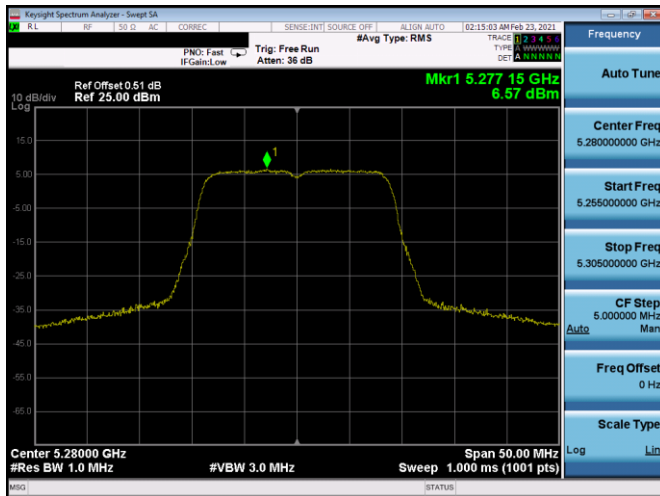 Keysight Spectrum Analyzer - Swept SA
RL RF 50 Ω AC CORREC SENSE:INT SOURCE OFF ALIGN AUTO 02:15:03 AM Feb 23, 2021
#Avg Type: RMS
TRACE 1 2 3 4 5 6
PNO: Fast Trig: Free Run
TYPE A WWWWW
IFGain:Low Atten: 36 dB
DET A N N N N N
Mkr1 5.277 15 GHz
6.57 dBm
Ref Offset 0.51 dB
10 dB/div Ref 25.00 dBm
Log
1
15.0
5.00
-5.00
-15.0
-25.0
-35.0
-45.0
-55.0
-65.0
Center 5.28000 GHz Span 50.00 MHz
#Res BW 1.0 MHz #VBW 3.0 MHz Sweep 1.000 ms (1001 pts)
MSG STATUS
Frequency
Auto Tune
Center Freq
5.280000000 GHz
Start Freq
5.255000000 GHz
Stop Freq
5.305000000 GHz
CF Step
5.000000 MHz
Auto Man
Freq Offset
0 Hz
Scale Type
Log Lin